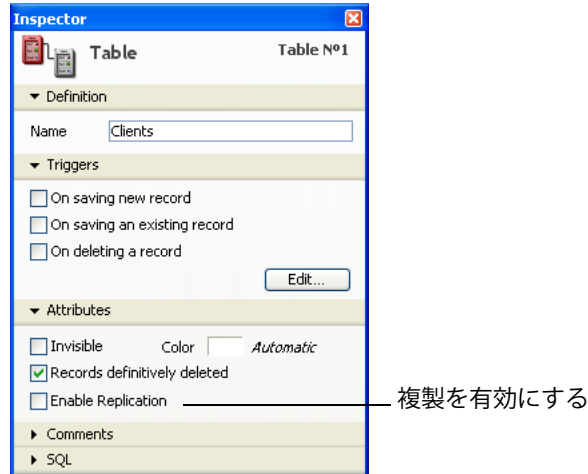 Inspector
Table
Table Nº1
Definition
Name Clients
Triggers
On saving new record
On saving an existing record
On deleting a record
Edit...
Attributes
Invisible Color Automatic
Records definitively deleted
Enable Replication 複製を有効にする
Comments
SQL